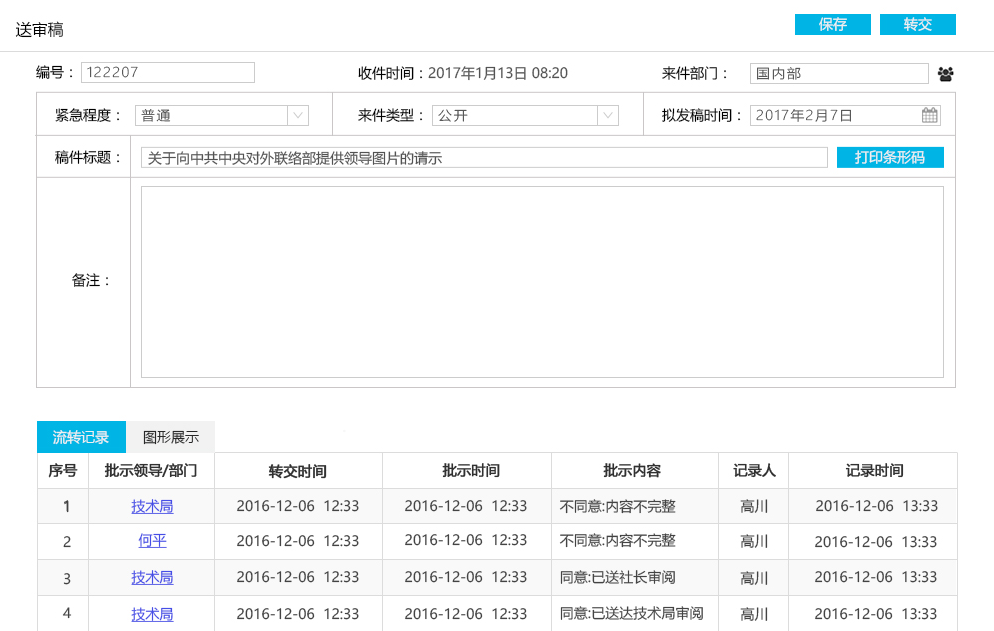 送审稿 保存 转交
编号： 122207 收件时间：2017年1月13日 08:20 来件部门： 国内部
紧急程度： 普通 来件类型： 公开 拟发稿时间： 2017年2月7日
稿件标题： 关于向中共中央对外联络部提供领导图片的请示 打印条形码
备注：
流转记录 图形展示
序号 批示领导/部门 转交时间 批示时间 批示内容 记录人 记录时间
1 技术局 2016-12-06 12:33 2016-12-06 12:33 不同意:内容不完整 高川 2016-12-06 13:33
2 何平 2016-12-06 12:33 2016-12-06 12:33 不同意:内容不完整 高川 2016-12-06 13:33
3 技术局 2016-12-06 12:33 2016-12-06 12:33 同意:已送社长审阅 高川 2016-12-06 13:33
4 技术局 2016-12-06 12:33 2016-12-06 12:33 同意:已送达技术局审阅 高川 2016-12-06 13:33